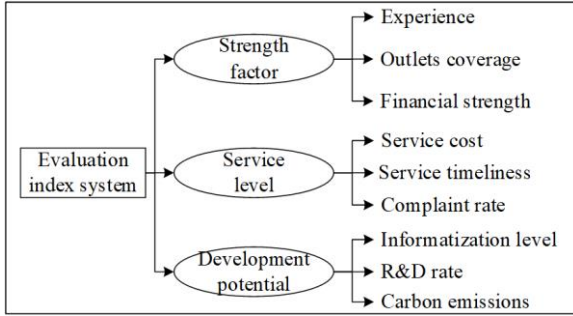 Evaluation
index system
Strength
factor
Experience
Outlets coverage
Financial strength
Service
level
Service cost
Service timeliness
Complaint rate
Development
potential
Informatization level
R&D rate
Carbon emissions